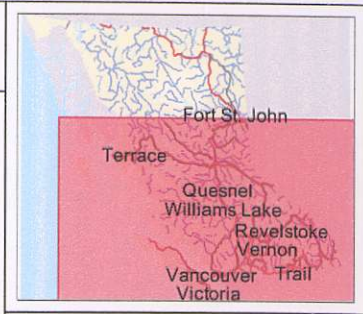 Fort St. John
Terrace
Quesnel
Williams Lake
Revelstoke
Vernon
Vancouver Trail
Victoria